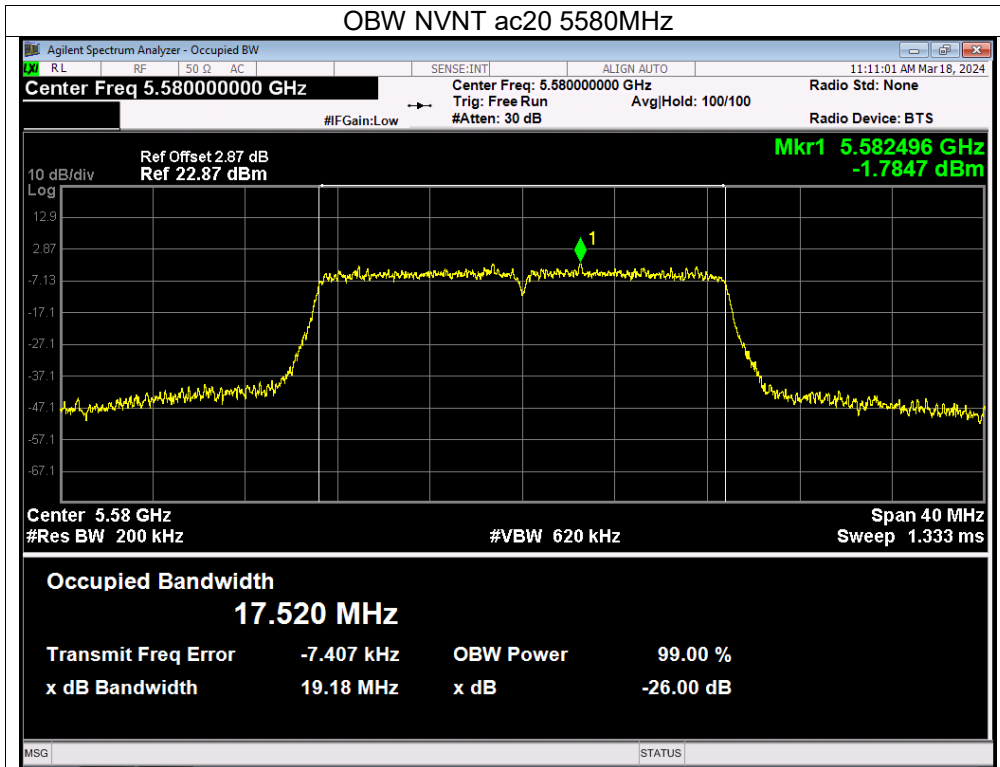 OBW NVNT ac20 5580MHz
Agilent Spectrum Analyzer - Occupied BW
LXI RL RF 50 Ω AC SENSE:INT ALIGN AUTO 11:11:01 AM Mar 18, 2024
Center Freq 5.580000000 GHz Center Freq: 5.580000000 GHz Radio Std: None
Trig: Free Run Avg|Hold: 100/100
#IFGain:Low #Atten: 30 dB Radio Device: BTS
Mkr1 5.582496 GHz
-1.7847 dBm
Ref Offset 2.87 dB
10 dB/div Ref 22.87 dBm
Log
12.9
2.87
1
-7.13
-17.1
-27.1
-37.1
-47.1
-57.1
-67.1
Center 5.58 GHz Span 40 MHz
#Res BW 200 kHz #VBW 620 kHz Sweep 1.333 ms
Occupied Bandwidth
17.520 MHz
Transmit Freq Error -7.407 kHz OBW Power 99.00 %
x dB Bandwidth 19.18 MHz x dB -26.00 dB
MSG STATUS